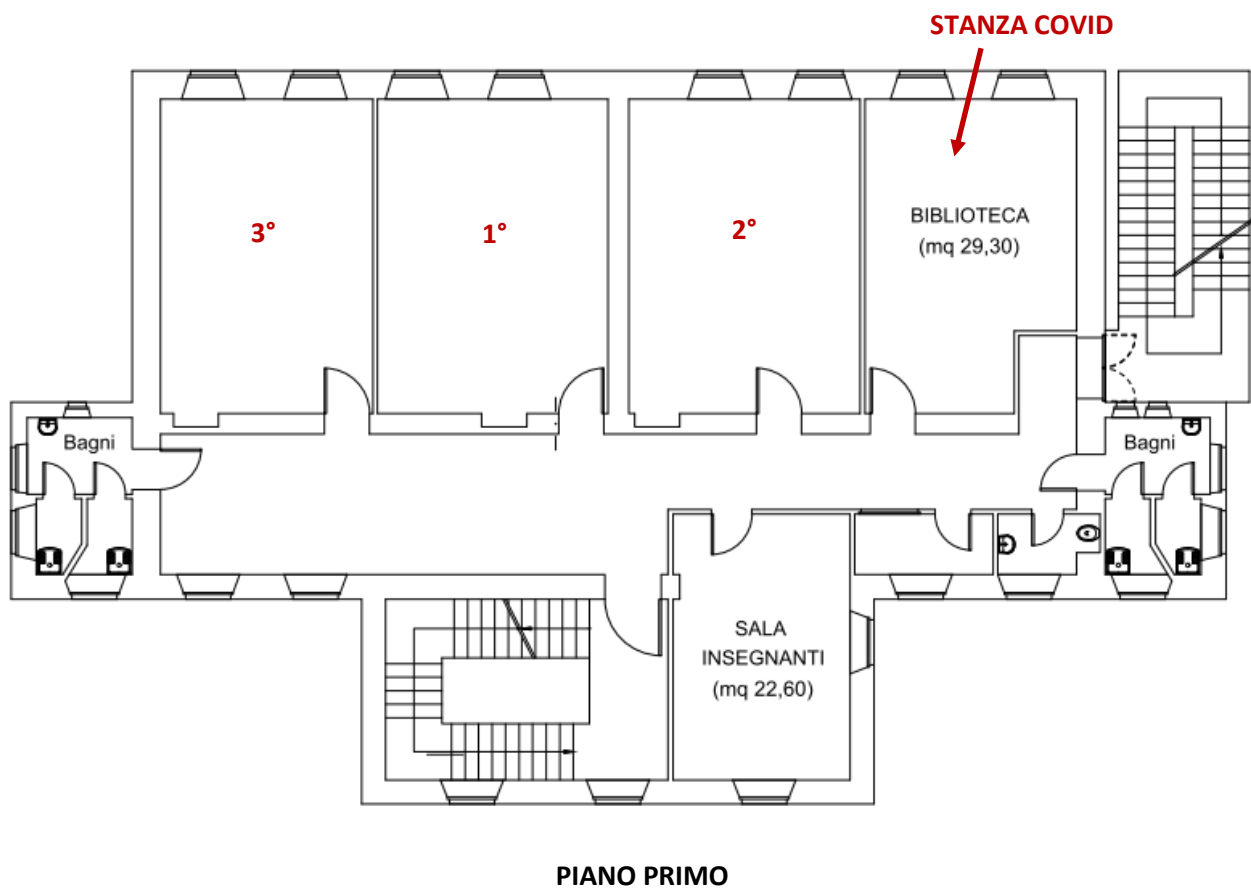 STANZA COVID
3°
1°
2°
BIBLIOTECA
(mq 29,30)
Bagni
Bagni
SALA
INSEGNANTI
(mq 22,60)
PIANO PRIMO